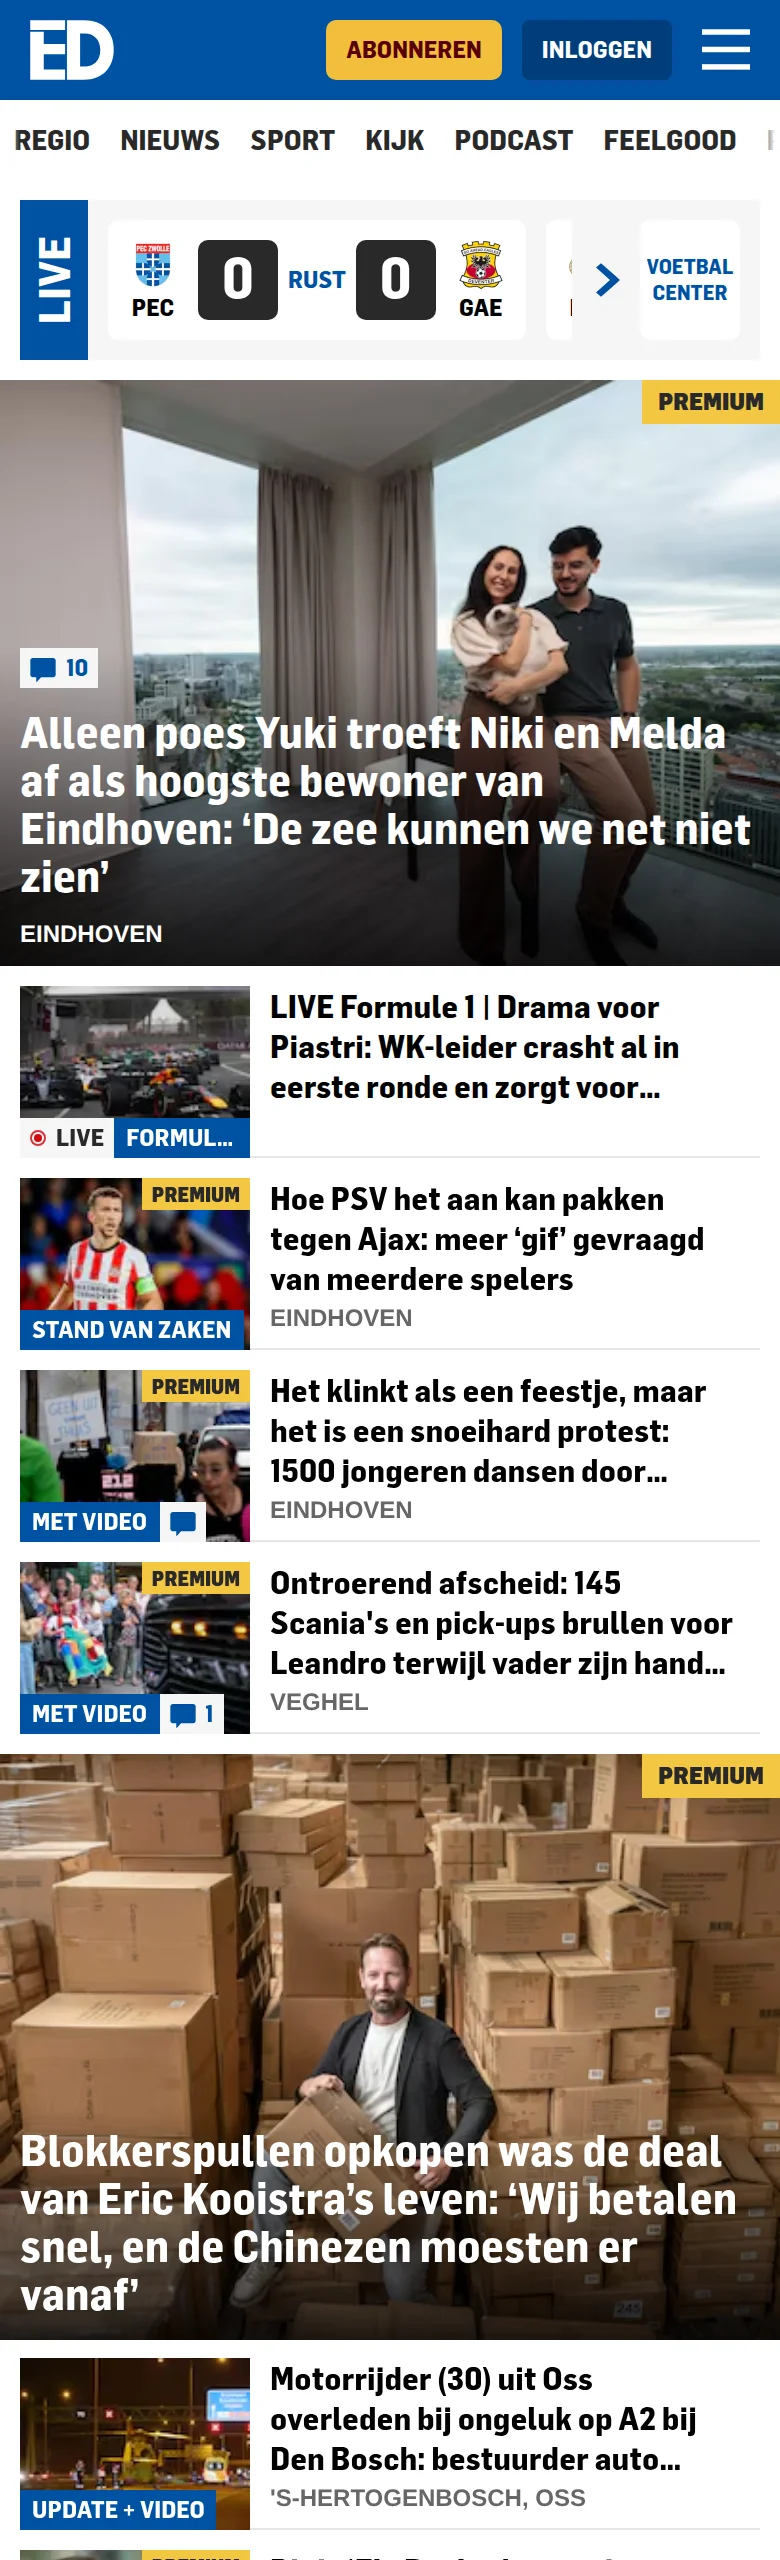 ED
ABONNEREN
INLOGGEN
REGIO NIEUWS SPORT KIJK PODCAST FEELGOOD
LIVE
PEC ZWOLLE
PEC
0
RUST
0
GAE
VOETBAL
CENTER
PREMIUM
10
Alleen poes Yuki troeft Niki en Melda
af als hoogste bewoner van
Eindhoven: ‘De zee kunnen we net niet
zien’
EINDHOVEN
LIVE FORMUL...
LIVE Formule 1 | Drama voor
Piastri: WK-leider crasht al in
eerste ronde en zorgt voor...
PREMIUM
STAND VAN ZAKEN
Hoe PSV het aan kan pakken
tegen Ajax: meer ‘gif’ gevraagd
van meerdere spelers
EINDHOVEN
PREMIUM
GEEN UIT
THUIS
212
MET VIDEO
Het klinkt als een feestje, maar
het is een snoeihard protest:
1500 jongeren dansen door...
EINDHOVEN
PREMIUM
MET VIDEO
1
Ontroerend afscheid: 145
Scania's en pick-ups brullen voor
Leandro terwijl vader zijn hand...
VEGHEL
PREMIUM
Blokkerspullen opkopen was de deal
van Eric Kooistra’s leven: ‘Wij betalen
snel, en de Chinezen moesten er
vanaf’
245
UPDATE + VIDEO
Motorrijder (30) uit Oss
overleden bij ongeluk op A2 bij
Den Bosch: bestuurder auto...
'S-HERTOGENBOSCH, OSS
PREMIUM